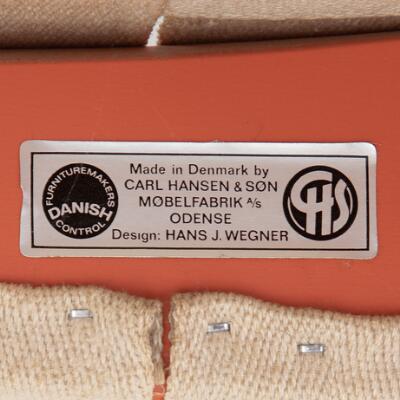 FURNITUREMAKERS
DANISH
CONTROL
Made in Denmark by
CARL HANSEN & SØN
MØBELFABRIK A/s
ODENSE
Design: HANS J. WEGNER
CHS